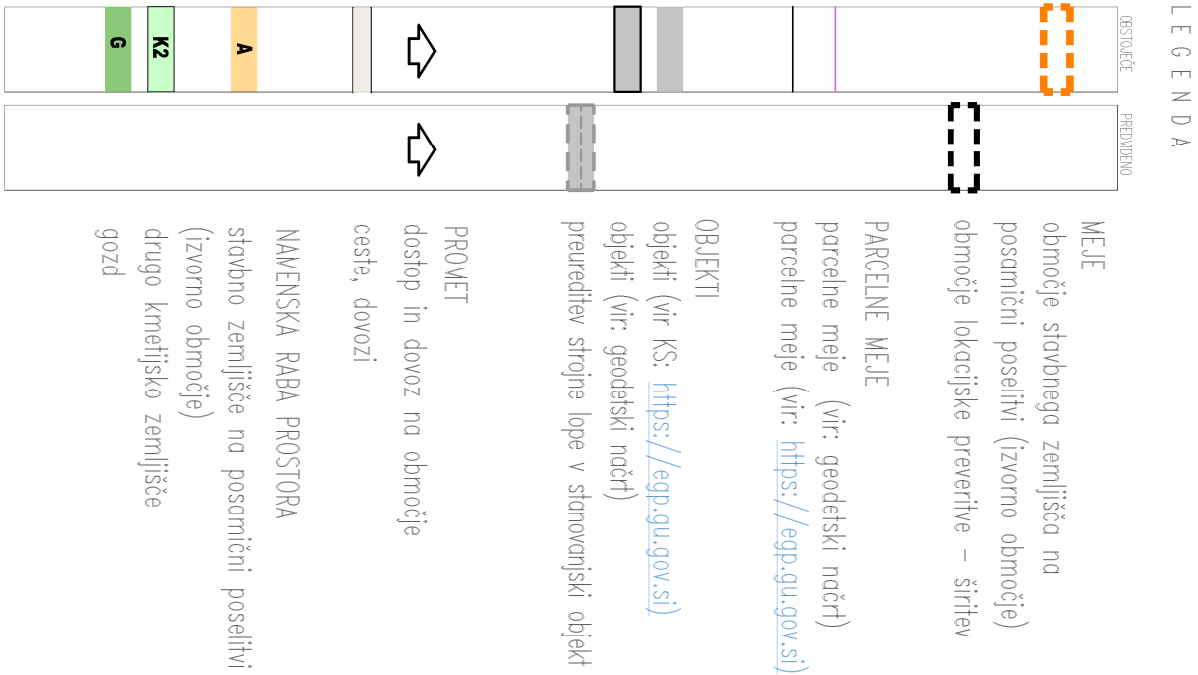 LEGENDA
OBSTOJEČE
PREDVIDENO
MEJE
območje stavbnega zemljišča na
posamični poselitvi (izvorno območje)
območje lokacijske preveritve – širitev
PARCELNE MEJE
parcelne meje (vir: geodetski načrt)
parcelne meje (vir: https://egp.gu.gov.si)
OBJEKTI
objekti (vir KS: https://egp.gu.gov.si)
objekti (vir: geodetski načrt)
preureditev strojne lope v stanovanjski objekt
PROMET
dostop in dovoz na območje
ceste, dovozi
NAMENSKA RABA PROSTORA
A
stavbno zemljišče na posamični poselitvi
(izvorno območje)
K2
drugo kmetijsko zemljišče
G
gozd